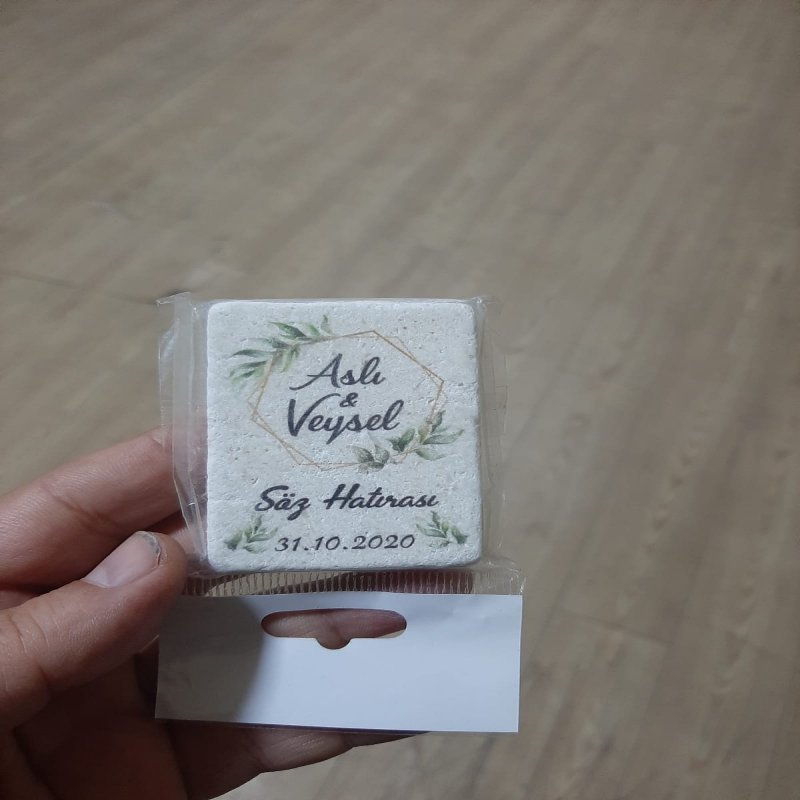 Aslı
&
Veysel
Söz Hatırası
31.10.2020